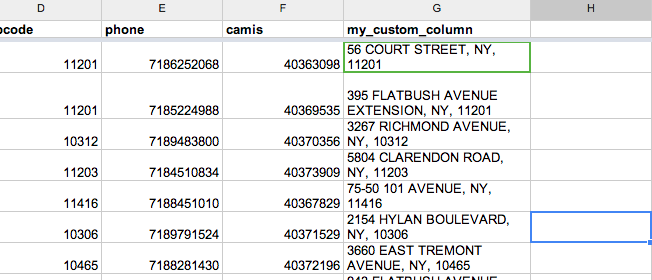 D E F G H
pcode phone camis my_custom_column
11201 7186252068 40363098 56 COURT STREET, NY,
11201
395 FLATBUSH AVENUE
11201 7185224988 40369535 EXTENSION, NY, 11201
3267 RICHMOND AVENUE,
10312 7189483800 40370356 NY, 10312
5804 CLARENDON ROAD,
11203 7184510834 40373909 NY, 11203
75-50 101 AVENUE, NY,
11416 7188451010 40367829 11416
2154 HYLAN BOULEVARD,
10306 7189791524 40371529 NY, 10306
3660 EAST TREMONT
10465 7188281430 40372196 AVENUE, NY, 10465